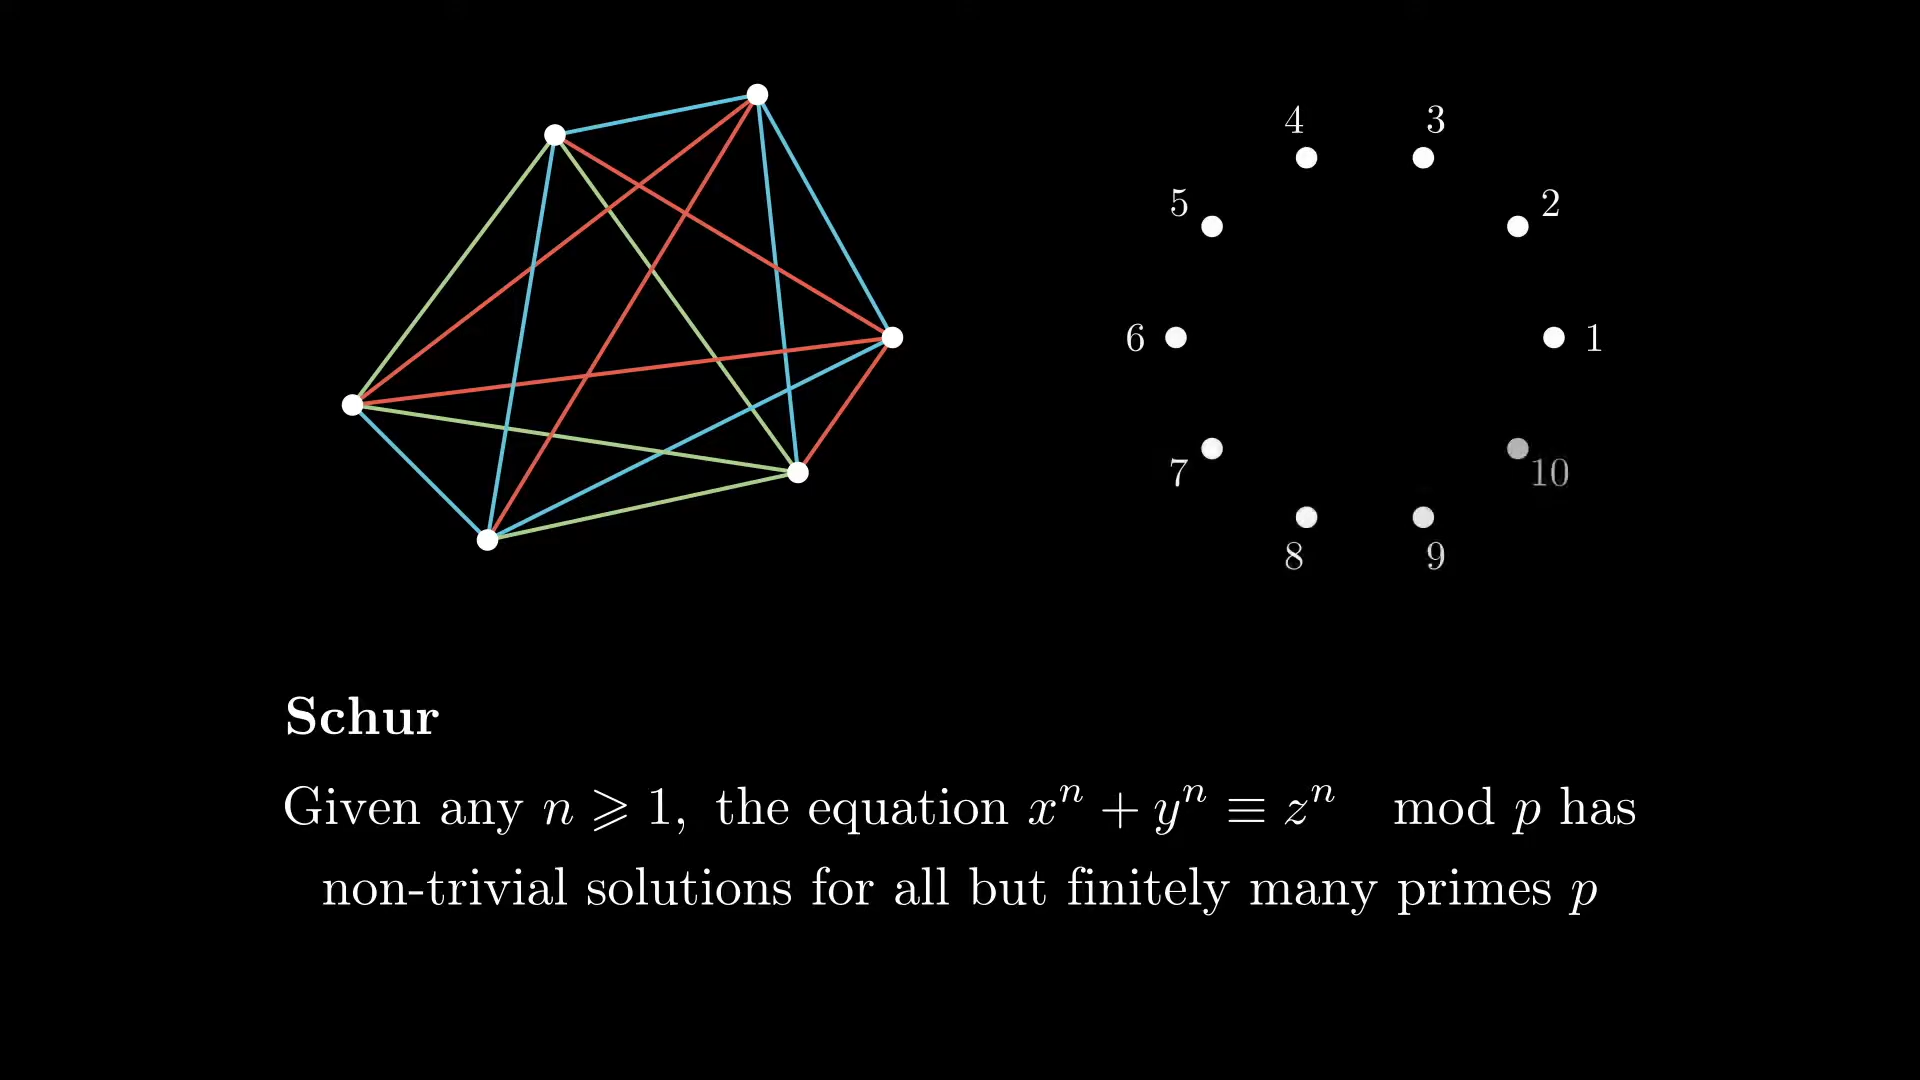 4 3
5 2
6 1
7 10
8 9
Schur
Given any n ⩾ 1, the equation xⁿ + yⁿ ≡ zⁿ mod p has
non-trivial solutions for all but finitely many primes p